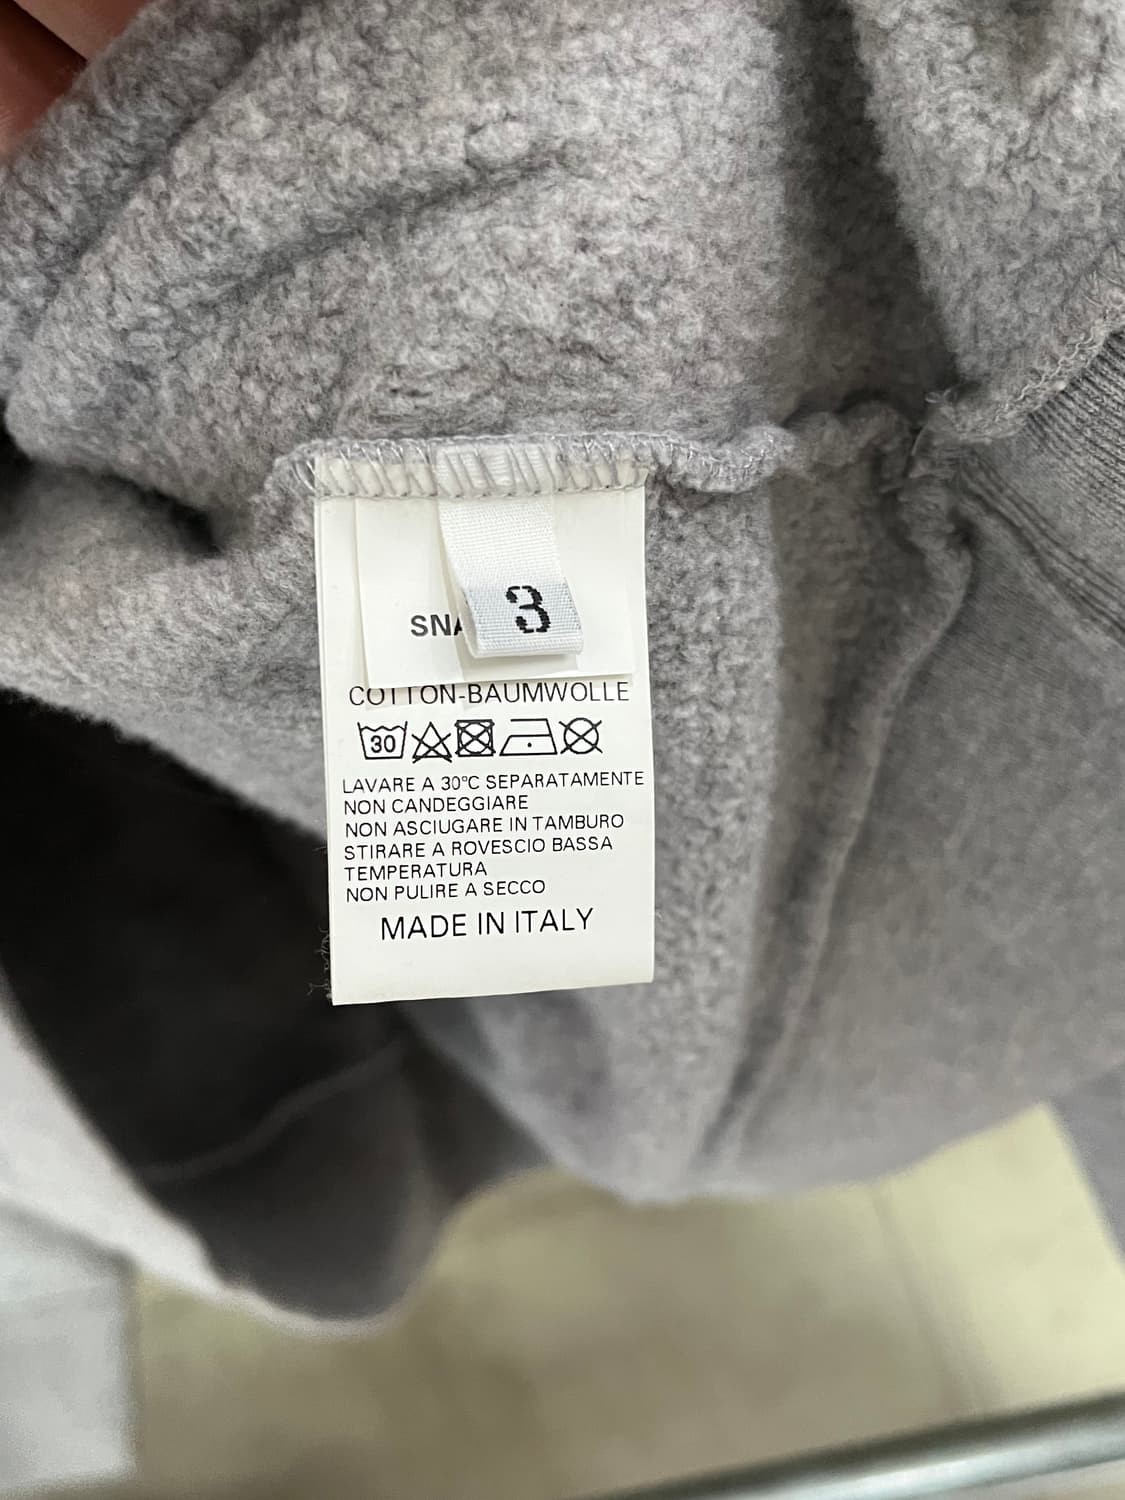 3
COTTON-BAUMWOLLE
30
LAVARE A 30°C SEPARATAMENTE
NON CANDEGGIARE
NON ASCIUGARE IN TAMBURO
STIRARE A ROVESCIO BASSA
TEMPERATURA
NON PULIRE A SECCO
MADE IN ITALY